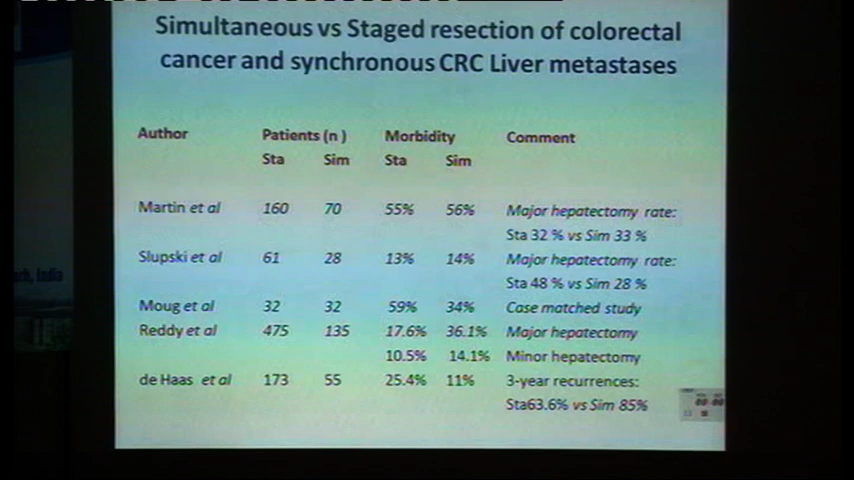 Simultaneous vs Staged resection of colorectal
cancer and synchronous CRC Liver metastases
Author Patients (n ) Morbidity Comment
Sta Sim Sta Sim
Martin et al 160 70 55% 56% Major hepatectomy rate:
Sta 32 % vs Sim 33 %
Slupski et al 61 28 13% 14% Major hepatectomy rate:
Sta 48 % vs Sim 28 %
Moug et al 32 32 59% 34% Case matched study
Reddy et al 475 135 17.6% 36.1% Major hepatectomy
10.5% 14.1% Minor hepatectomy
de Haas et al 173 55 25.4% 11% 3-year recurrences:
Sta63.6% vs Sim 85%
India